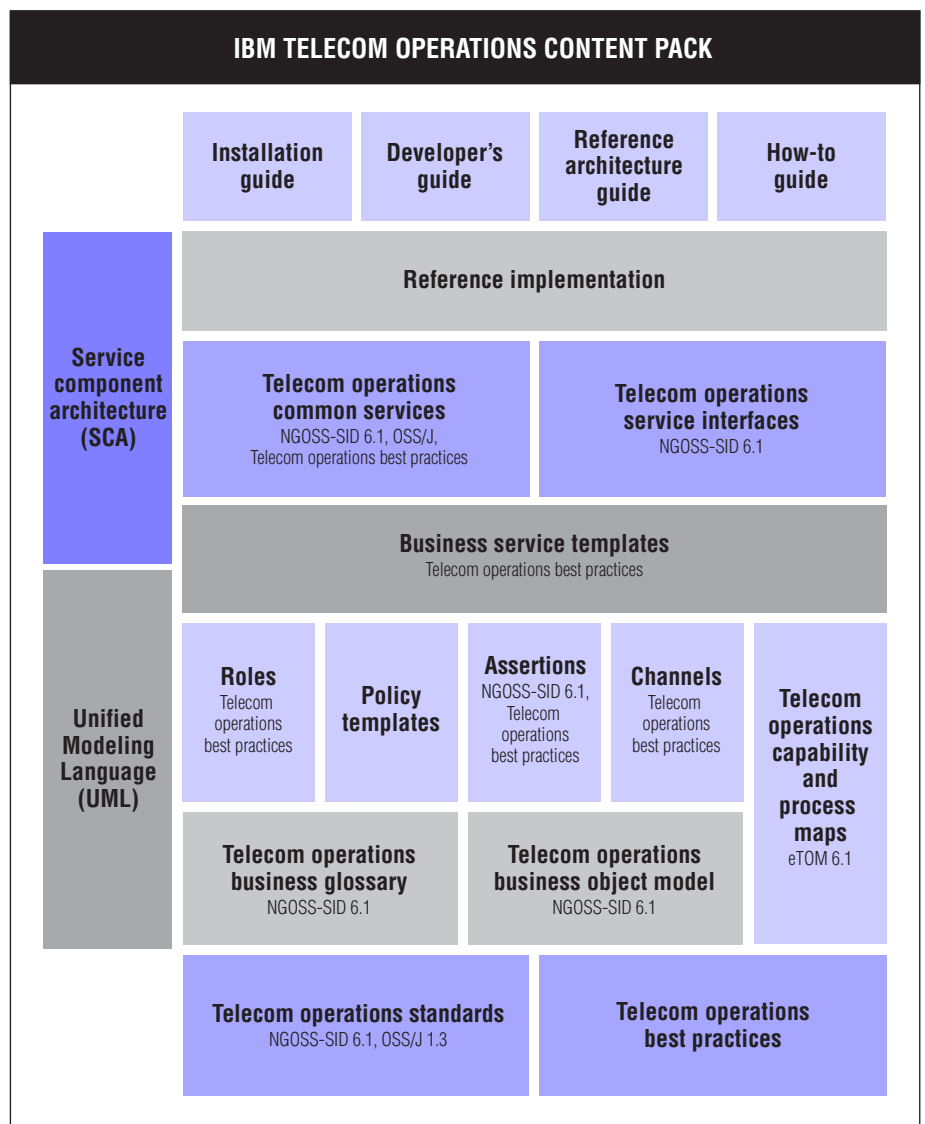 IBM TELECOM OPERATIONS CONTENT PACK
Installation
guide
Developer's
guide
Reference
architecture
guide
How-to
guide
Service
component
architecture
(SCA)
Reference implementation
Telecom operations
common services
NGOSS-SID 6.1, OSS/J,
Telecom operations best practices
Telecom operations
service interfaces
NGOSS-SID 6.1
Business service templates
Telecom operations best practices
Unified
Modeling
Language
(UML)
Roles
Telecom
operations
best practices
Policy
templates
Assertions
NGOSS-SID 6.1,
Telecom
operations
best practices
Channels
Telecom
operations
best practices
Telecom
operations
capability
and
process
maps
eTOM 6.1
Telecom operations
business glossary
NGOSS-SID 6.1
Telecom operations
business object model
NGOSS-SID 6.1
Telecom operations standards
NGOSS-SID 6.1, OSS/J 1.3
Telecom operations
best practices